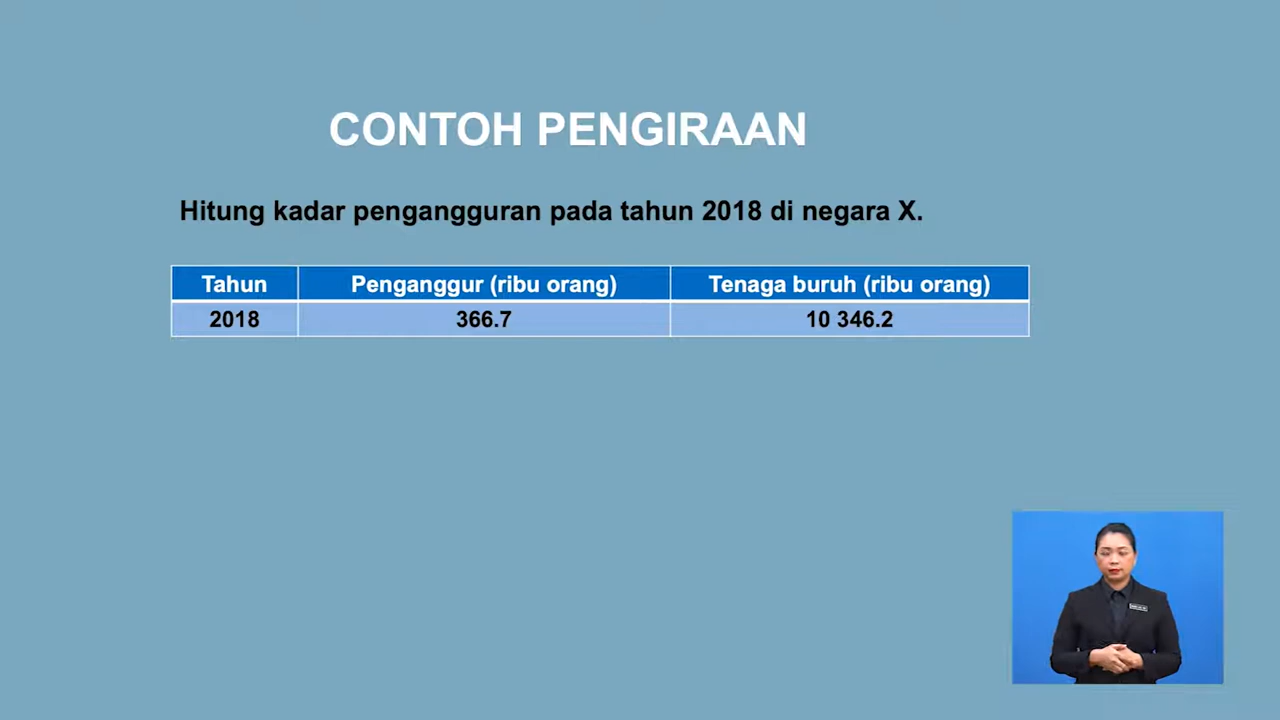 CONTOH PENGIRAAN
Hitung kadar pengangguran pada tahun 2018 di negara X.
Tahun Penganggur (ribu orang) Tenaga buruh (ribu orang)
2018 366.7 10 346.2